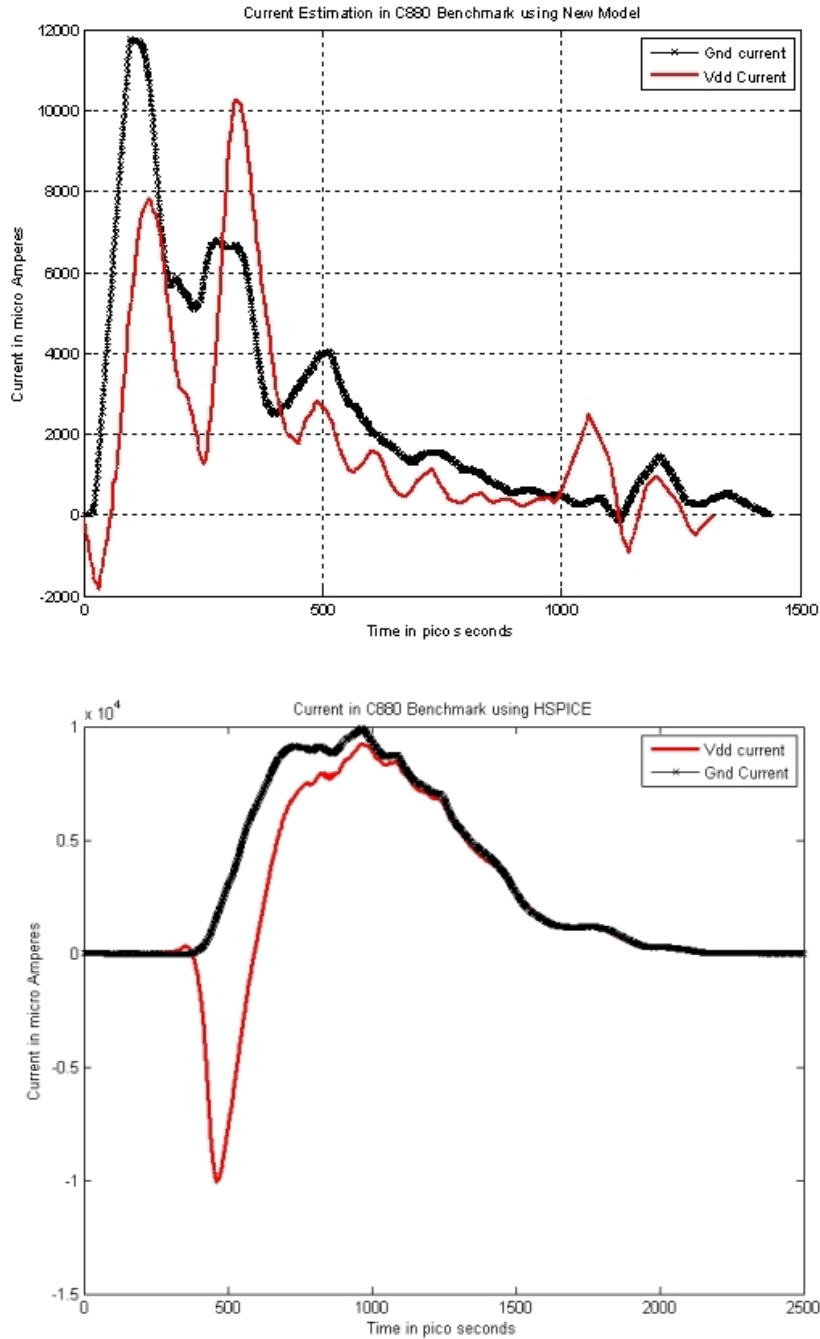 Current Estimation in C880 Benchmark using New Model
12000
10000
8000
6000
4000
2000
0
-2000
Current in micro Amperes
Gnd current
Vdd Current
0
500
1000
1500
Time in pico seconds
Current in C880 Benchmark using HSPICE
x 10^4
1
0.5
0
-0.5
-1
-1.5
Current in micro Amperes
Vdd current
Gnd Current
0
500
1000
1500
2000
2500
Time in pico seconds